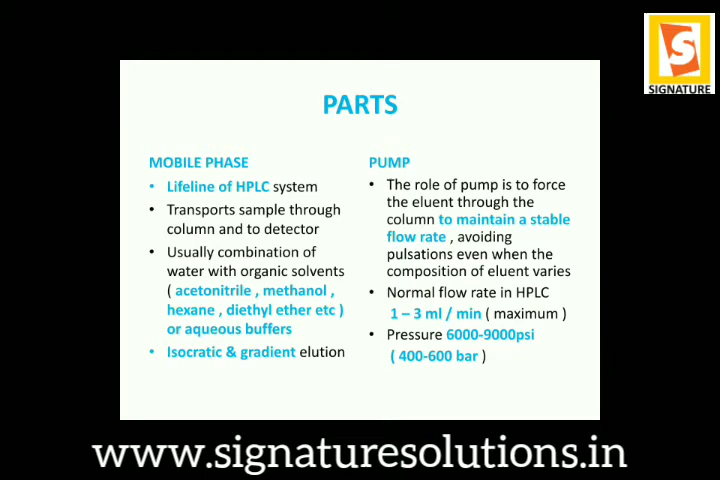 SIGNATURE
PARTS
MOBILE PHASE
• Lifeline of HPLC system
• Transports sample through
column and to detector
• Usually combination of
water with organic solvents
( acetonitrile , methanol ,
hexane , diethyl ether etc )
or aqueous buffers
• Isocratic & gradient elution
PUMP
• The role of pump is to force
the eluent through the
column to maintain a stable
flow rate , avoiding
pulsations even when the
composition of eluent varies
• Normal flow rate in HPLC
1 – 3 ml / min ( maximum )
• Pressure 6000-9000psi
( 400-600 bar )
www.signaturesolutions.in